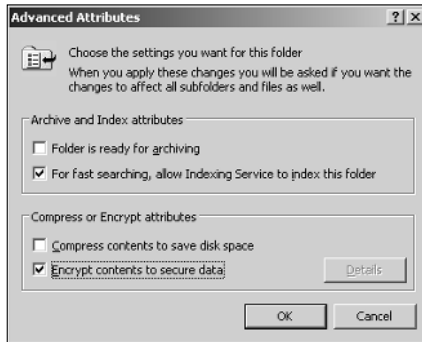 Advanced Attributes
Choose the settings you want for this folder
When you apply these changes you will be asked if you want the
changes to affect all subfolders and files as well.
Archive and Index attributes
Folder is ready for archiving
For fast searching, allow Indexing Service to index this folder
Compress or Encrypt attributes
Compress contents to save disk space
Encrypt contents to secure data
Details
OK
Cancel